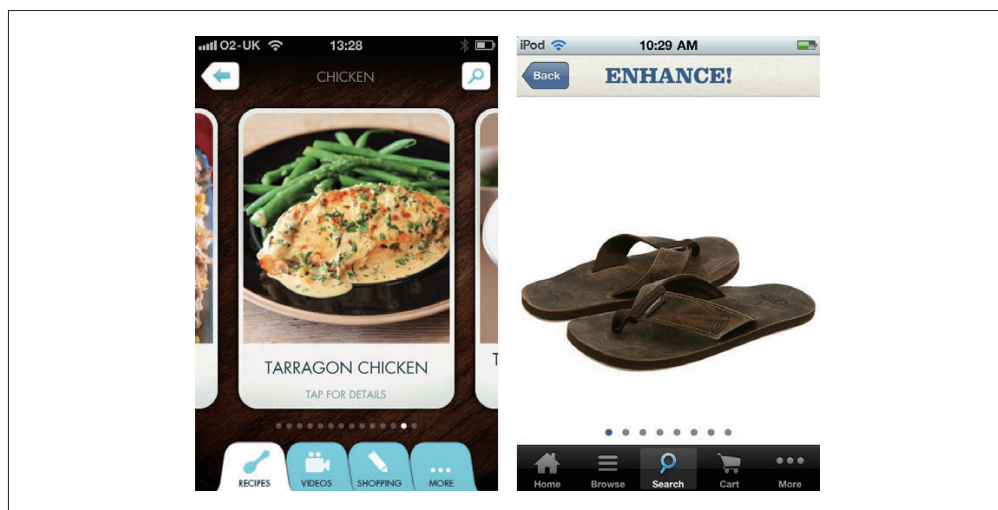 O2-UK 13:28
CHICKEN
TARRAGON CHICKEN
T
TAP FOR DETAILS
RECIPES VIDEOS SHOPPING MORE
iPod 10:29 AM
Back ENHANCE!
Home Browse Search Cart More